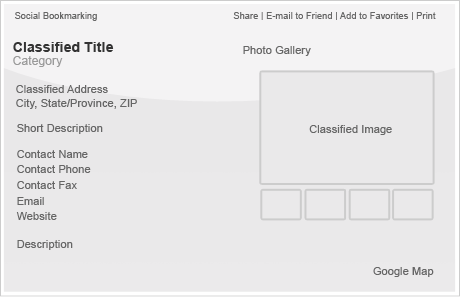 Social Bookmarking
Share | E-mail to Friend | Add to Favorites | Print
Classified Title
Category
Photo Gallery
Classified Address
City, State/Province, ZIP
Short Description
Classified Image
Contact Name
Contact Phone
Contact Fax
Email
Website
Description
Google Map